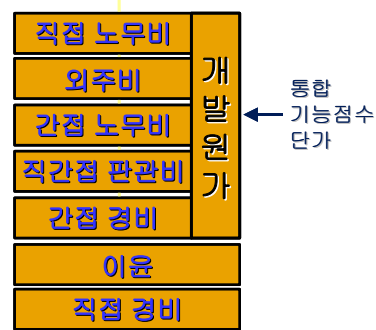 직접 노무비
외주비
간접 노무비
직간접 판관비
간접 경비
개
발
원
가
통합
기능점수
단가
이윤
직접 경비